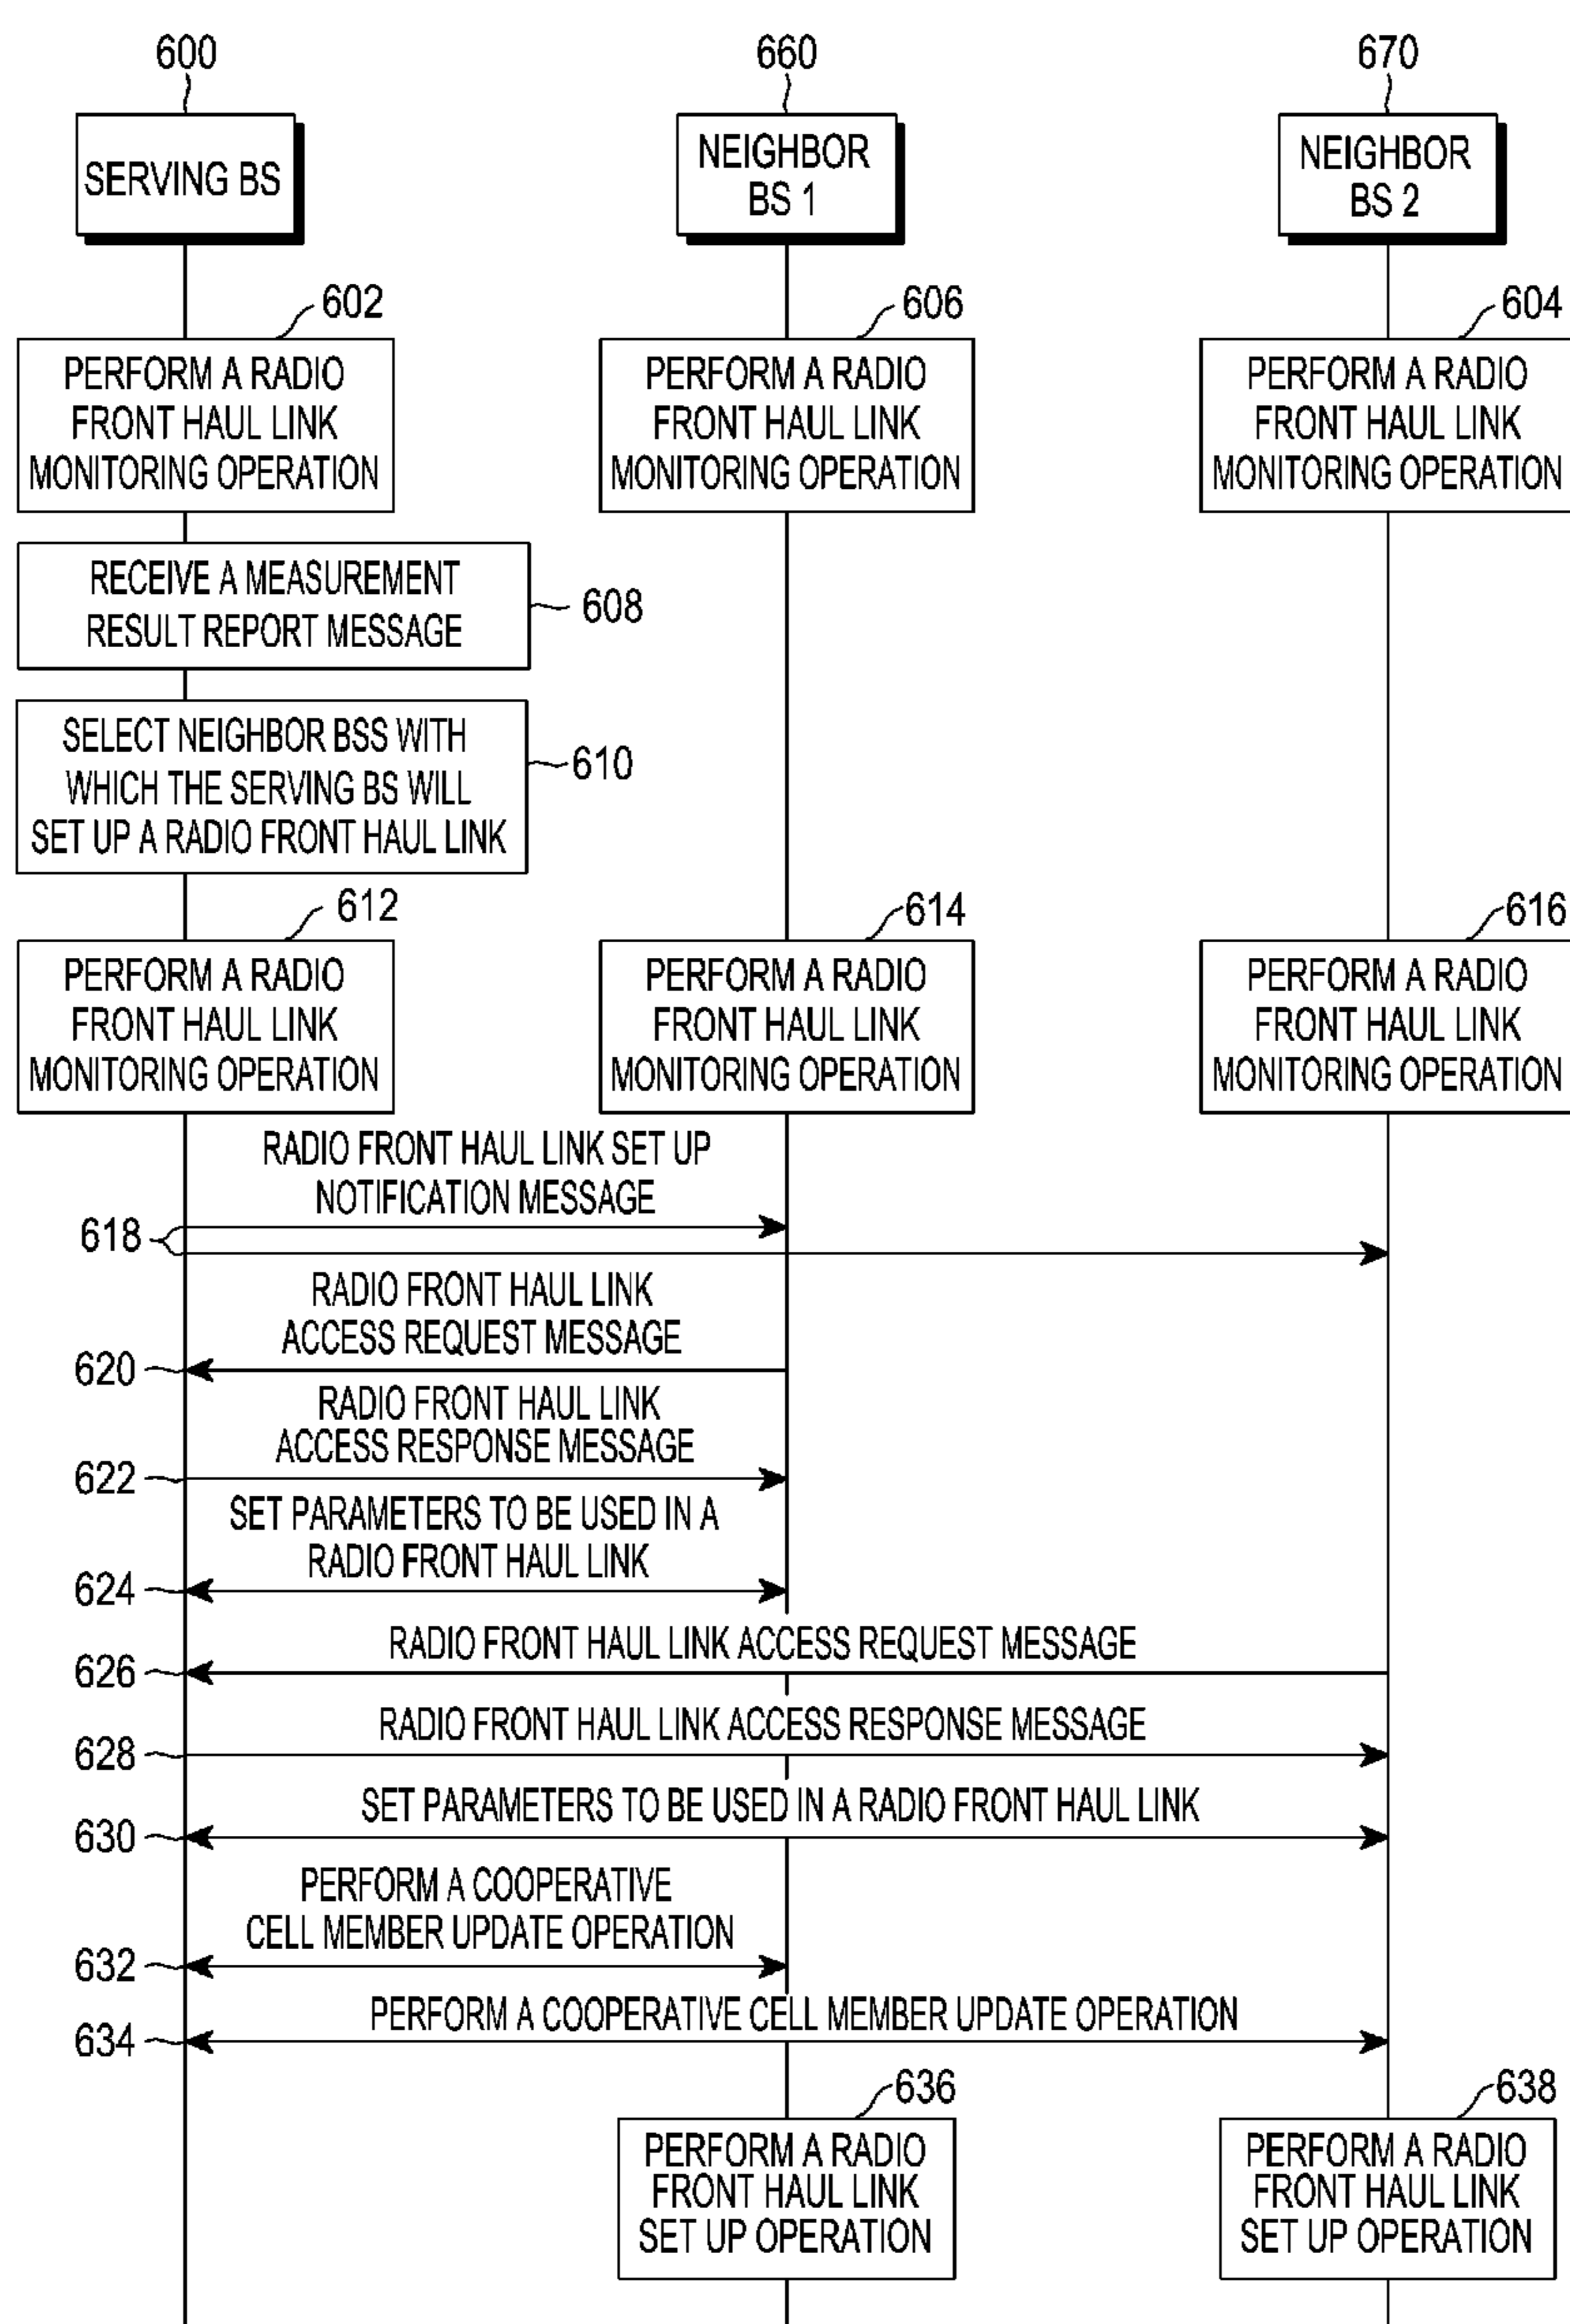 600
660
670
SERVING BS
NEIGHBOR
BS 1
NEIGHBOR
BS 2
602
606
604
PERFORM A RADIO
FRONT HAUL LINK
MONITORING OPERATION
PERFORM A RADIO
FRONT HAUL LINK
MONITORING OPERATION
PERFORM A RADIO
FRONT HAUL LINK
MONITORING OPERATION
RECEIVE A MEASUREMENT
RESULT REPORT MESSAGE
608
SELECT NEIGHBOR BSS WITH
WHICH THE SERVING BS WILL
SET UP A RADIO FRONT HAUL LINK
610
612
614
616
PERFORM A RADIO
FRONT HAUL LINK
MONITORING OPERATION
PERFORM A RADIO
FRONT HAUL LINK
MONITORING OPERATION
PERFORM A RADIO
FRONT HAUL LINK
MONITORING OPERATION
RADIO FRONT HAUL LINK SET UP
NOTIFICATION MESSAGE
618
RADIO FRONT HAUL LINK
ACCESS REQUEST MESSAGE
620
RADIO FRONT HAUL LINK
ACCESS RESPONSE MESSAGE
622
SET PARAMETERS TO BE USED IN A
RADIO FRONT HAUL LINK
624
RADIO FRONT HAUL LINK ACCESS REQUEST MESSAGE
626
RADIO FRONT HAUL LINK ACCESS RESPONSE MESSAGE
628
SET PARAMETERS TO BE USED IN A RADIO FRONT HAUL LINK
630
PERFORM A COOPERATIVE
CELL MEMBER UPDATE OPERATION
632
PERFORM A COOPERATIVE CELL MEMBER UPDATE OPERATION
634
636
638
PERFORM A RADIO
FRONT HAUL LINK
SET UP OPERATION
PERFORM A RADIO
FRONT HAUL LINK
SET UP OPERATION